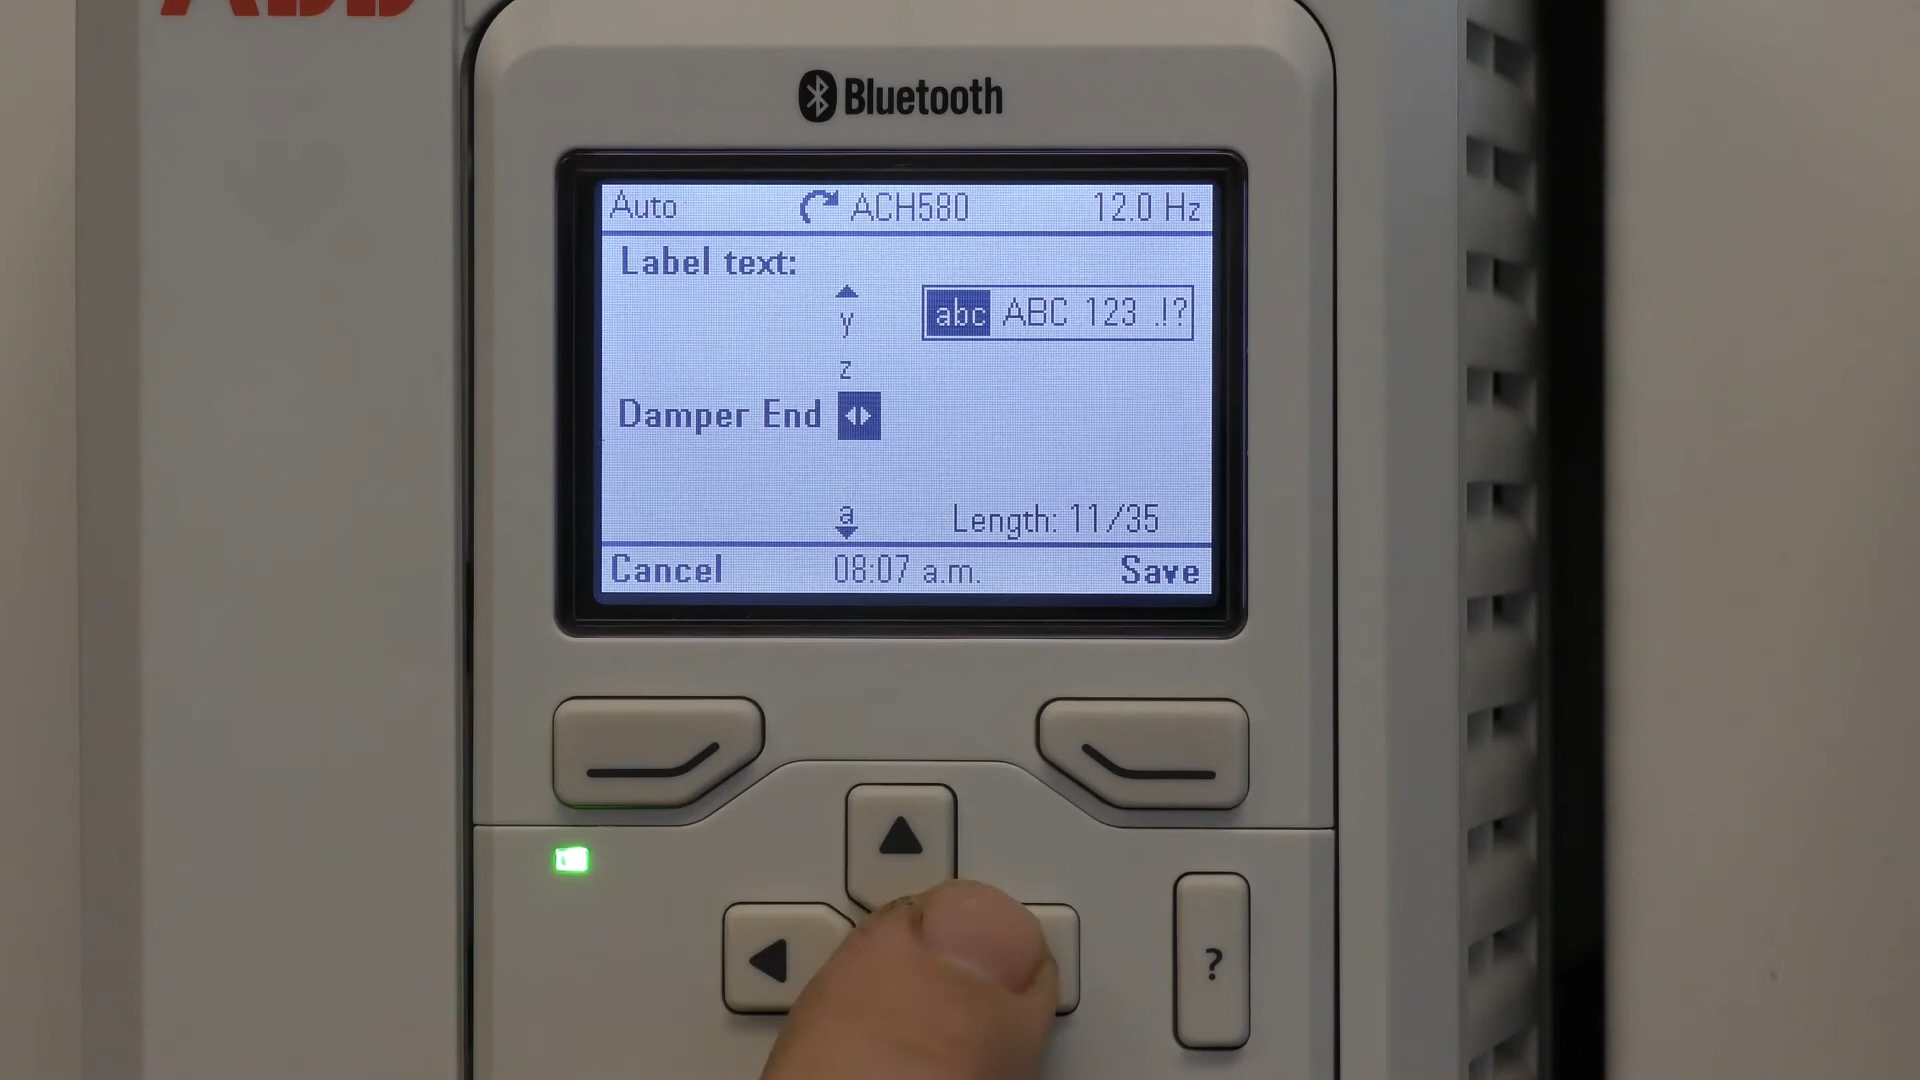 ABB
Bluetooth
Auto ACH580 12.0 Hz
Label text:
y
abc ABC 123 .!?
z
Damper End
a
Length: 11/35
Cancel 08:07 a.m. Save
?